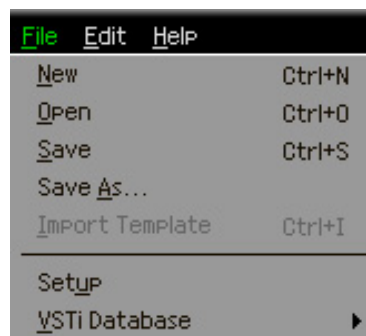 File Edit Help
New Ctrl+N
Open Ctrl+O
Save Ctrl+S
Save As...
Import Template Ctrl+I
Setup
VSTi Database